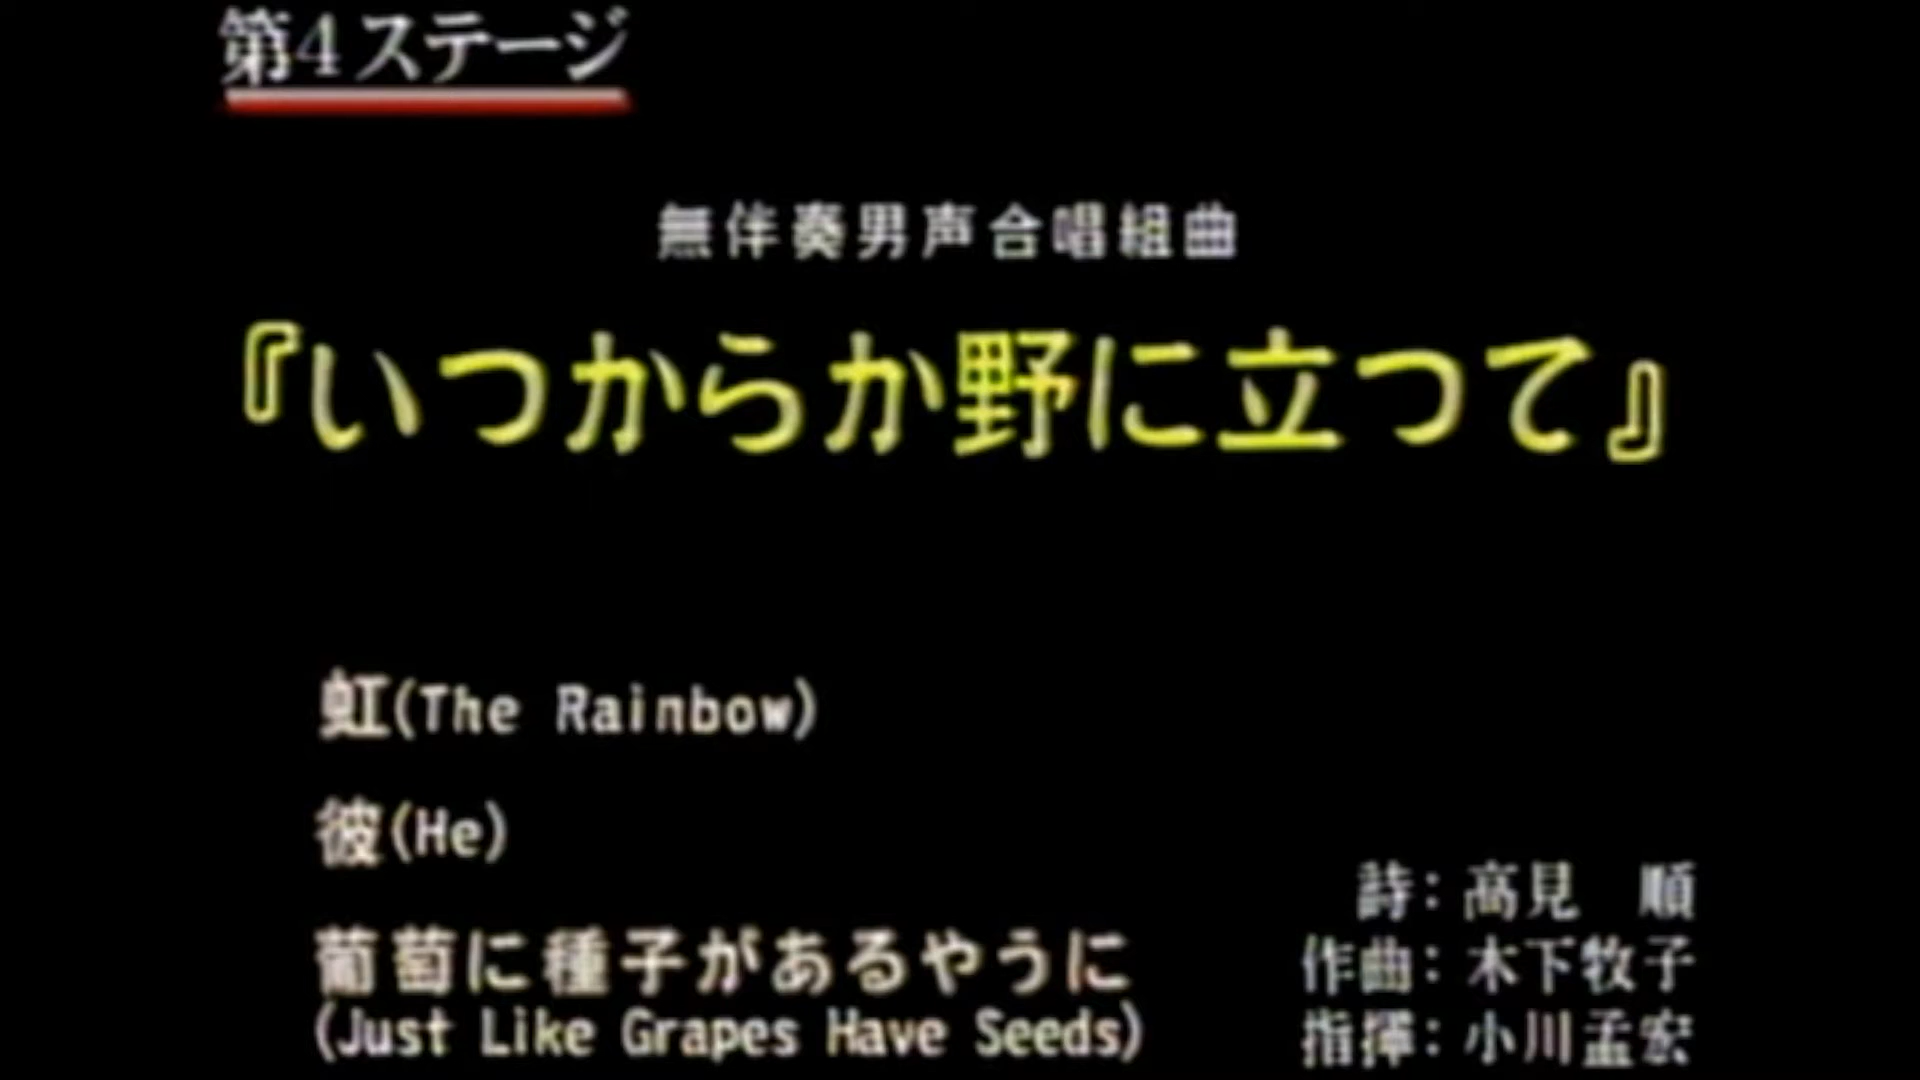 第4ステージ
無伴奏男声合唱組曲
『いつからか野に立つて』
虹(The Rainbow)
彼(He)
葡萄に種子があるやうに
(Just Like Grapes Have Seeds)
詩：高見　順
作曲：木下牧子
指揮：小川孟宏